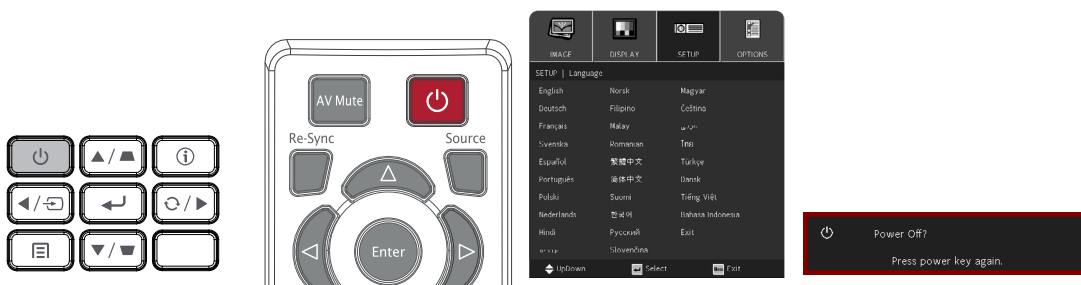 AV Mute
Re-Sync Source
Enter
IMAGE DISPLAY SETUP OPTIONS
SETUP | Language
English Norsk Magyar
Deutsch Filipino Čeština
Français Malay
Svenska Romanian ไทย
Español 繁體中文 Türkçe
Português 简体中文 Dansk
Polski Suomi Tiếng Việt
Nederlands 한국어 Bahasa Indonesia
Hindi Русский Exit
Slovenčina
UpDown Select Exit
Power Off?
Press power key again.